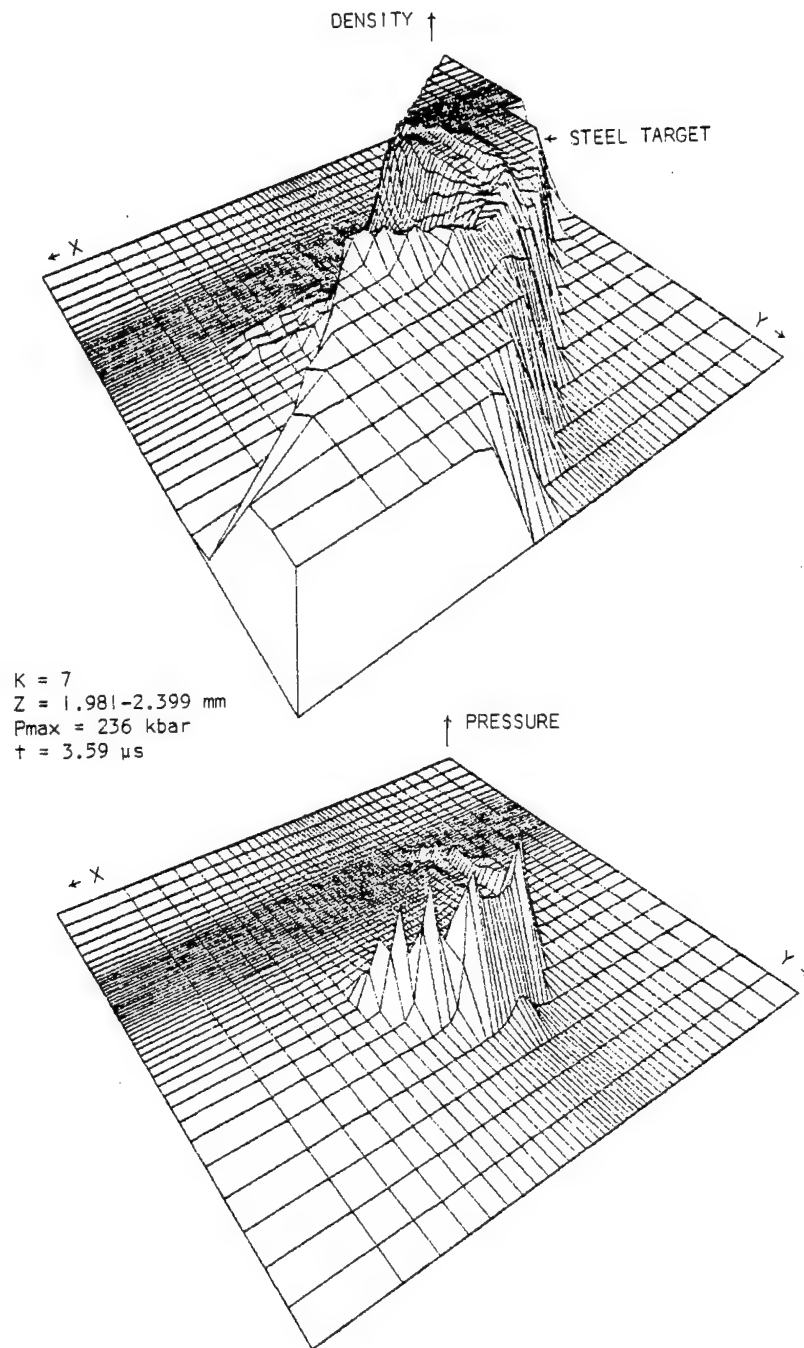 DENSITY ↑
← STEEL TARGET
← X
Y →
K = 7
Z = 1.981-2.399 mm
Pmax = 236 kbar
t = 3.59 µs
↑ PRESSURE
← X
Y →